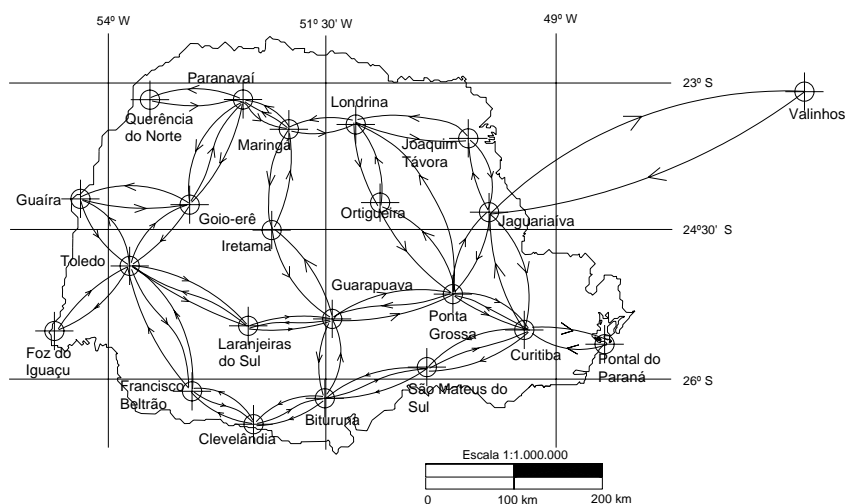 54º W
51º 30' W
49º W
Paranavaí
Londrina
23º S
Querência
do Norte
Maringá
Joaquim
Távora
Valinhos
Guaíra
Goio-erê
Ortigueira
Jaguariaíva
Iretama
24º30' S
Toledo
Guarapuava
Ponta
Grossa
Foz do
Iguaçu
Laranjeiras
do Sul
Curitiba
Pontal do
Paraná
Francisco
Beltrão
26º S
Clevelândia
Bituruna
São Mateus do
Sul
Escala 1:1.000.000
0
100 km
200 km